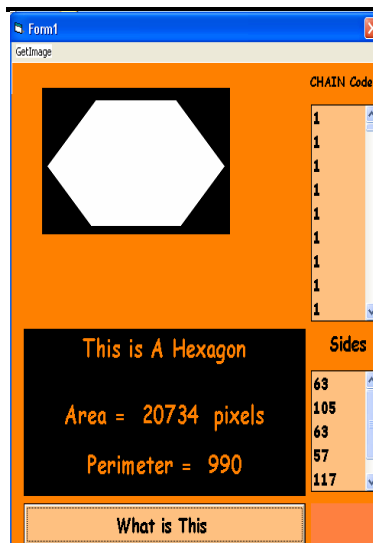 Form1
GetImage
CHAIN Code
1
1
1
1
1
1
1
1
1
This is A Hexagon
Area = 20734 pixels
Perimeter = 990
Sides
63
105
63
57
117
What is This